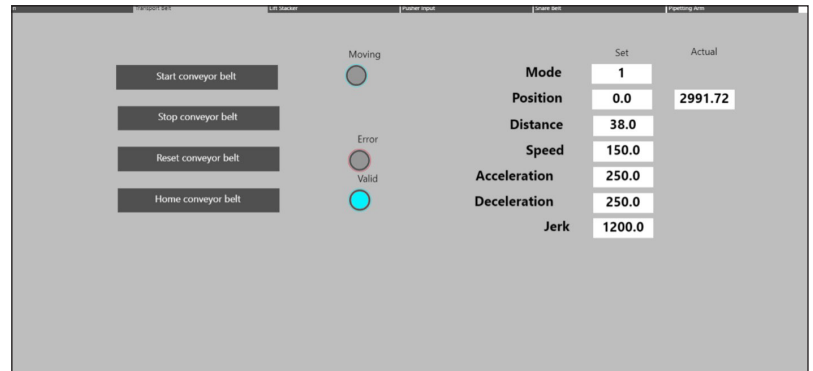 Transport Belt Lift Stacker Pusher Input Snare Belt Pipetting Arm
Moving
Set Actual
Start conveyor belt
Mode 1
Position 0.0 2991.72
Stop conveyor belt
Distance 38.0
Error
Speed 150.0
Reset conveyor belt
Valid
Acceleration 250.0
Home conveyor belt
Deceleration 250.0
Jerk 1200.0